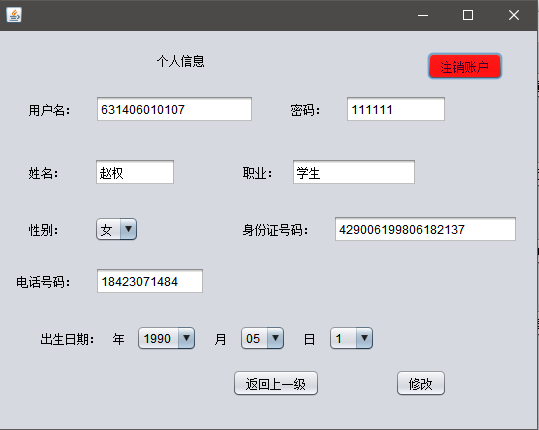 个人信息 注销账户
用户名： 631406010107 密码： 111111
姓名： 赵权 职业： 学生
性别： 女 身份证号码： 429006199806182137
电话号码： 18423071484
出生日期： 年 1990 月 05 日 1
返回上一级 修改